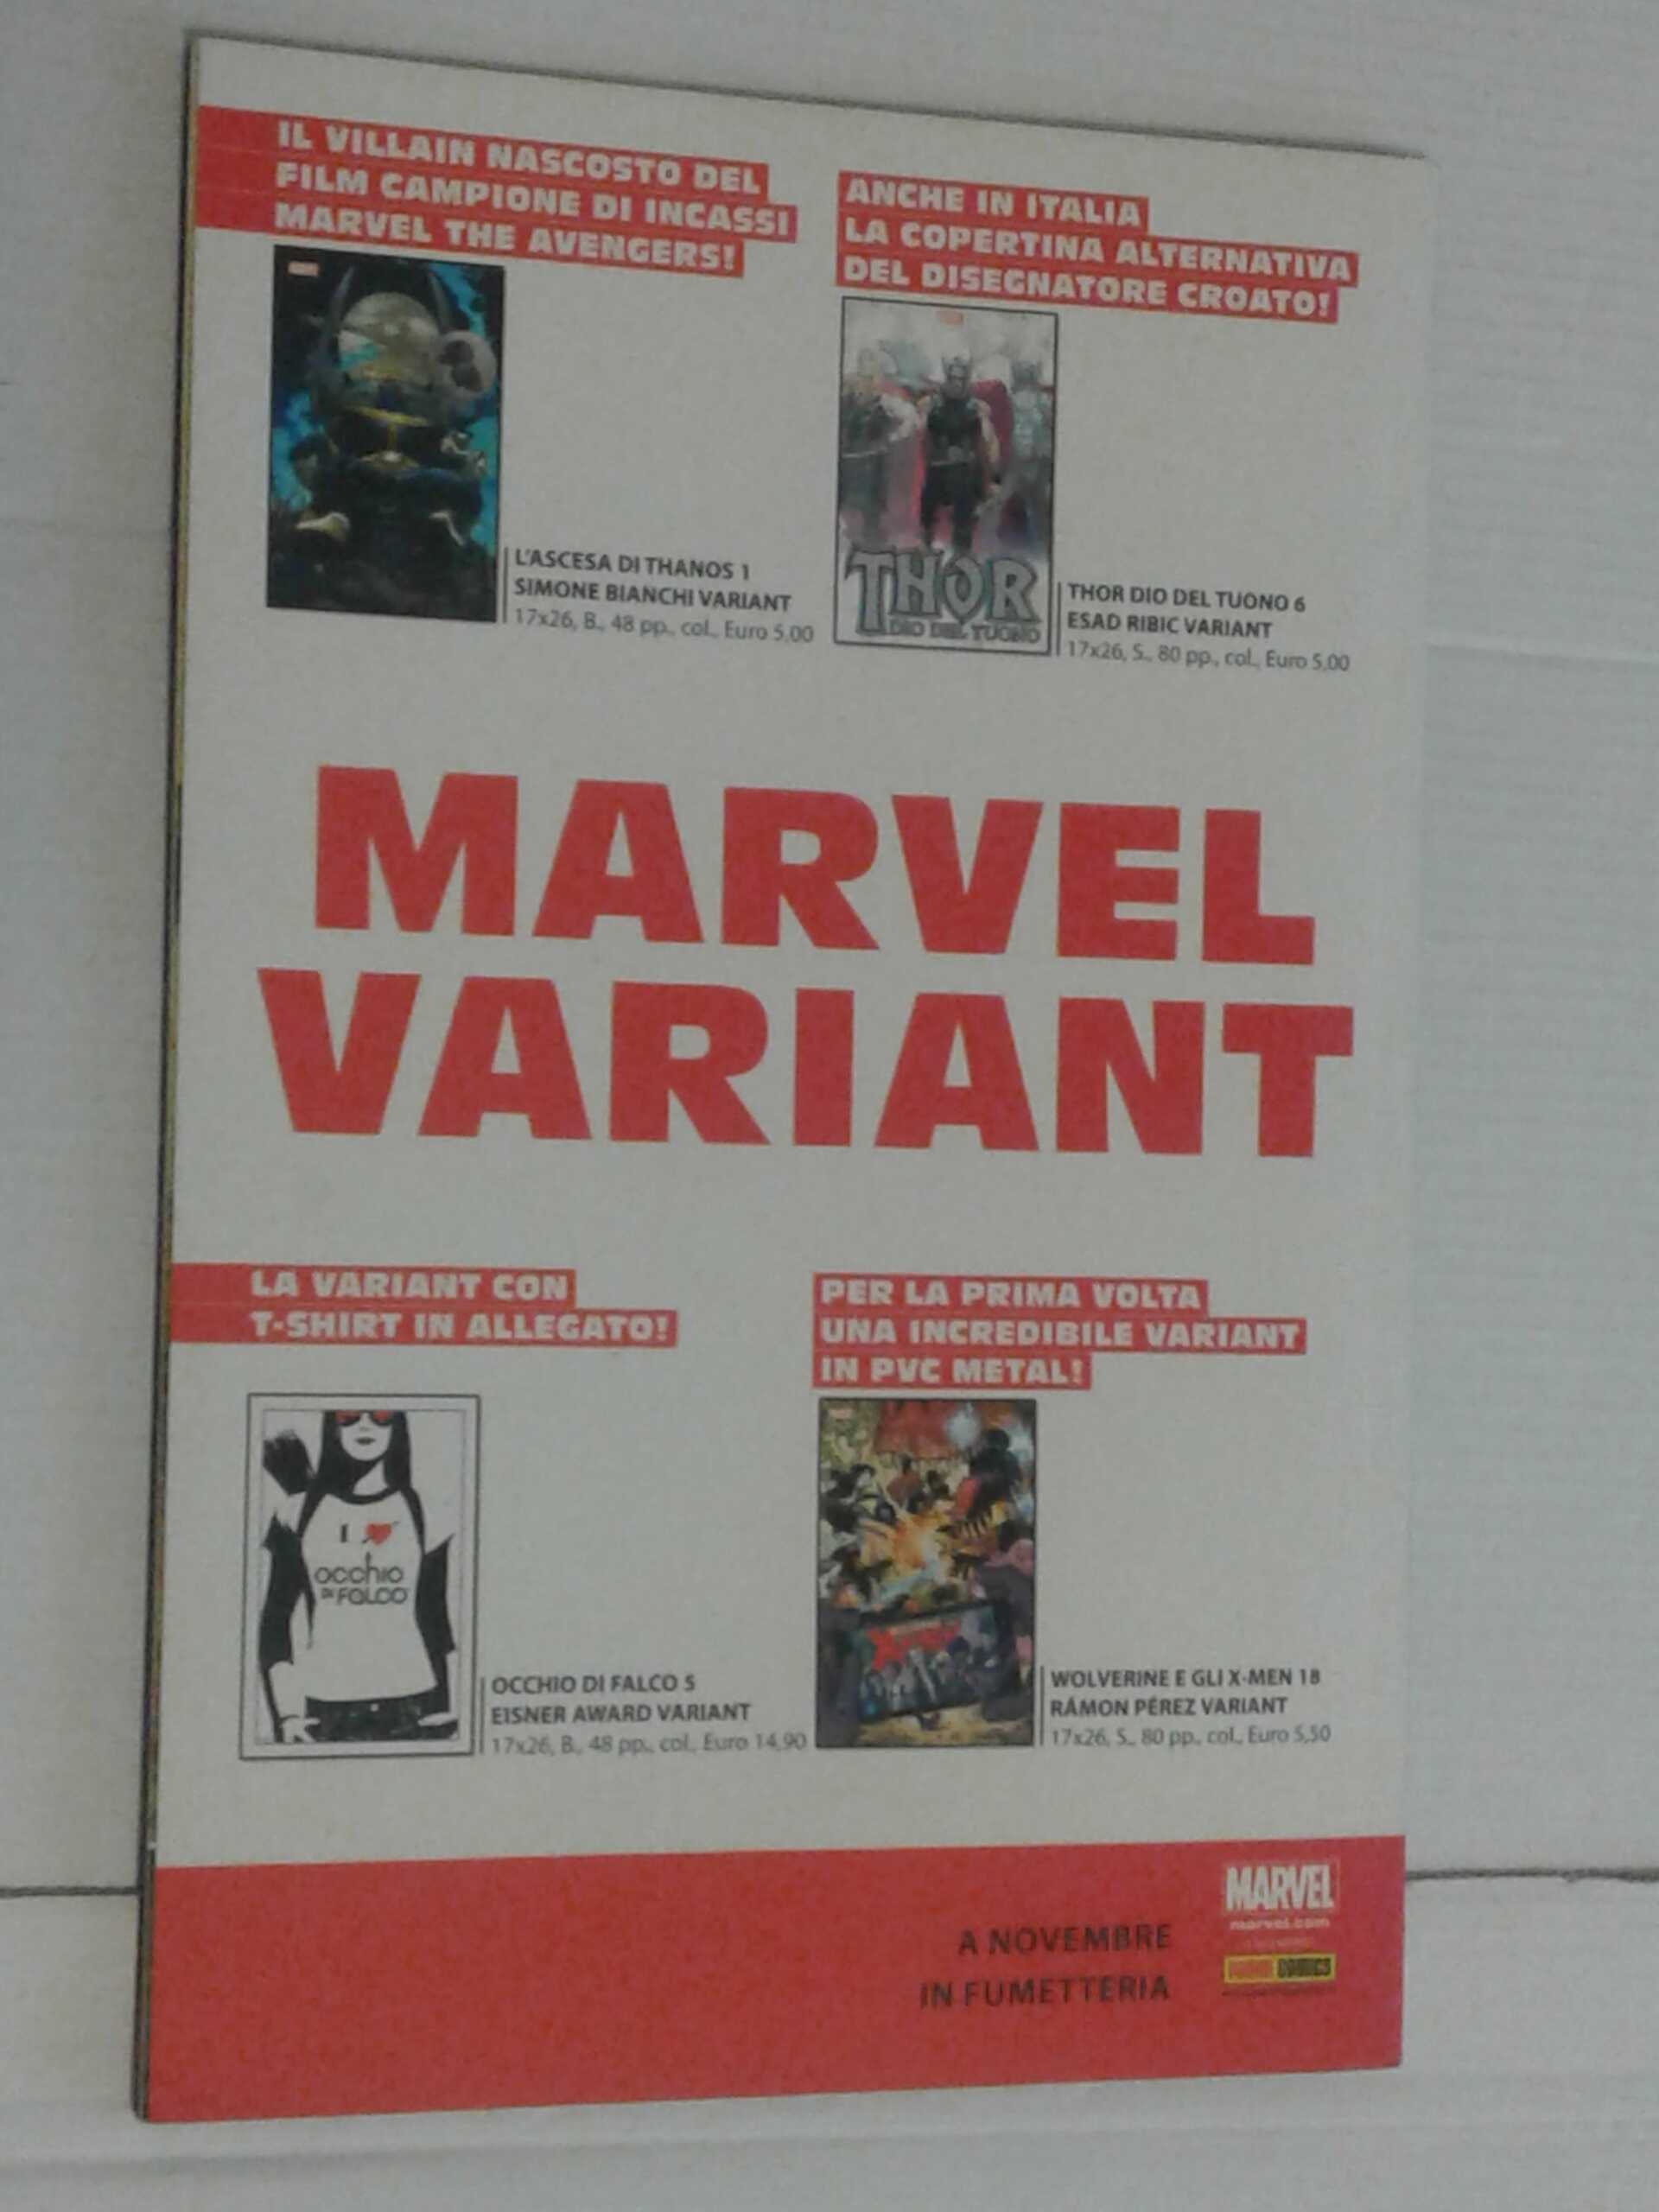 IL VILLAIN NASCOSTO DEL
FILM CAMPIONE DI INCASSI
MARVEL THE AVENGERS!
L'ASCESA DI THANOS 1
SIMONE BIANCHI VARIANT
17x26, B., 48 pp., col., Euro 5,00
ANCHE IN ITALIA
LA COPERTINA ALTERNATIVA
DEL DISEGNATORE CROATO!
THOR
DIO DEL TUONO
THOR DIO DEL TUONO 6
ESAD RIBIC VARIANT
17x26, S., 80 pp., col., Euro 5,00
MARVEL
VARIANT
LA VARIANT CON
T-SHIRT IN ALLEGATO!
I
occhio
DI FALCO
OCCHIO DI FALCO 5
EISNER AWARD VARIANT
17x26, B., 48 pp., col., Euro 14,90
PER LA PRIMA VOLTA
UNA INCREDIBILE VARIANT
IN PVC METAL!
WOLVERINE E GLI X-MEN 18
RÁMON PÉREZ VARIANT
17x26, S., 80 pp., col., Euro 5,50
A NOVEMBRE
IN FUMETTERIA
MARVEL
marvel.com
COMICS